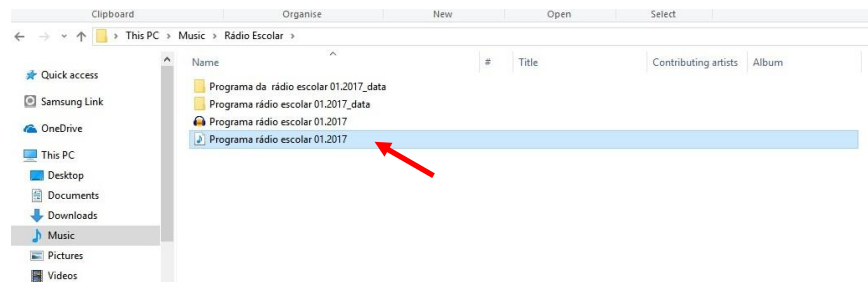 Clipboard Organise New Open Select
This PC > Music > Rádio Escolar >
Name # Title Contributing artists Album
Quick access
Samsung Link
OneDrive
This PC
Desktop
Documents
Downloads
Music
Pictures
Videos
Programa da rádio escolar 01.2017_data
Programa rádio escolar 01.2017_data
Programa rádio escolar 01.2017
Programa rádio escolar 01.2017